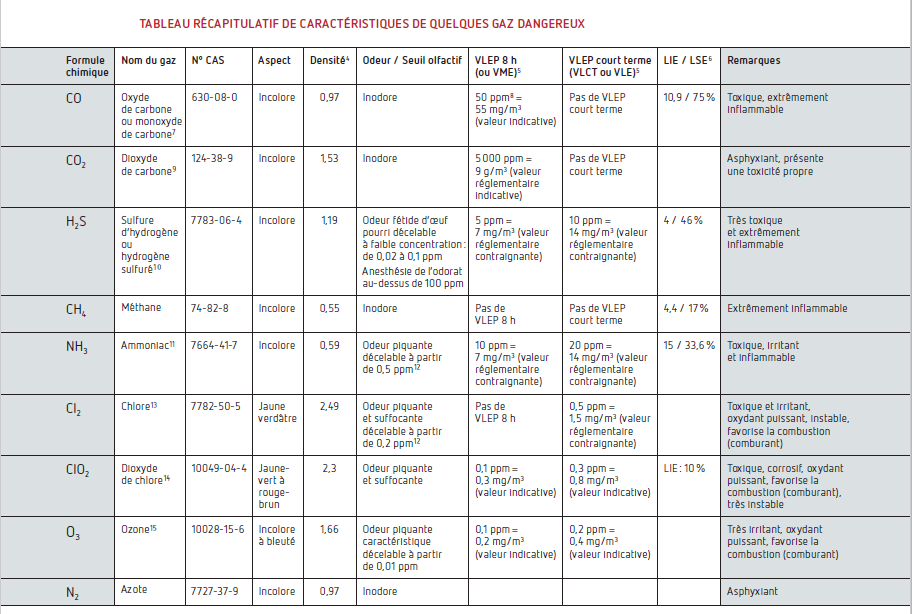 TABLEAU RÉCAPITULATIF DE CARACTÉRISTIQUES DE QUELQUES GAZ DANGEREUX
Formule
chimique
Nom du gaz
N° CAS
Aspect
Densité⁴
Odeur / Seuil olfactif
VLEP 8 h
(ou VME)⁵
VLEP court terme
(VLCT ou VLE)⁵
LIE / LSE⁶
Remarques
CO
Oxyde
de carbone
ou monoxyde
de carbone⁷
630-08-0
Incolore
0,97
Inodore
50 ppm⁸ =
55 mg/m³
(valeur indicative)
Pas de VLEP
court terme
10,9 / 75 %
Toxique, extrêmement
inflammable
CO₂
Dioxyde
de carbone⁹
124-38-9
Incolore
1,53
Inodore
5 000 ppm =
9 g/m³ (valeur
réglementaire
indicative)
Pas de VLEP
court terme
Asphyxiant, présente
une toxicité propre
H₂S
Sulfure
d'hydrogène
ou
hydrogène
sulfuré¹⁰
7783-06-4
Incolore
1,19
Odeur fétide d'œuf
pourri décelable
à faible concentration :
de 0,02 à 0,1 ppm
Anesthésie de l'odorat
au-dessus de 100 ppm
5 ppm =
7 mg/m³ (valeur
réglementaire
contraignante)
10 ppm =
14 mg/m³ (valeur
réglementaire
contraignante)
4 / 46 %
Très toxique
et extrêmement
inflammable
CH₄
Méthane
74-82-8
Incolore
0,55
Inodore
Pas de
VLEP 8 h
Pas de VLEP
court terme
4,4 / 17 %
Extrêmement inflammable
NH₃
Ammoniac¹¹
7664-41-7
Incolore
0,59
Odeur piquante
décelable à partir
de 0,5 ppm¹²
10 ppm =
7 mg/m³ (valeur
réglementaire
contraignante)
20 ppm =
14 mg/m³ (valeur
réglementaire
contraignante)
15 / 33,6 %
Toxique, irritant
et inflammable
Cl₂
Chlore¹³
7782-50-5
Jaune
verdâtre
2,49
Odeur piquante
et suffocante
décelable à partir
de 0,2 ppm¹²
Pas de
VLEP 8 h
0,5 ppm =
1,5 mg/m³ (valeur
réglementaire
contraignante)
Toxique et irritant,
oxydant puissant, instable,
favorise la combustion
(comburant)
ClO₂
Dioxyde
de chlore¹⁴
10049-04-4
Jaune-
vert à
rouge-
brun
2,3
Odeur piquante
et suffocante
0,1 ppm =
0,3 mg/m³
(valeur indicative)
0,3 ppm =
0,8 mg/m³
(valeur indicative)
LIE : 10 %
Toxique, corrosif, oxydant
puissant, favorise la
combustion (comburant),
très instable
O₃
Ozone¹⁵
10028-15-6
Incolore
à bleuté
1,66
Odeur piquante
caractéristique
décelable à partir
de 0,01 ppm
0,1 ppm =
0,2 mg/m³
(valeur indicative)
0,2 ppm =
0,4 mg/m³
(valeur indicative)
Très irritant, oxydant
puissant, favorise la
combustion (comburant)
N₂
Azote
7727-37-9
Incolore
0,97
Inodore
Asphyxiant